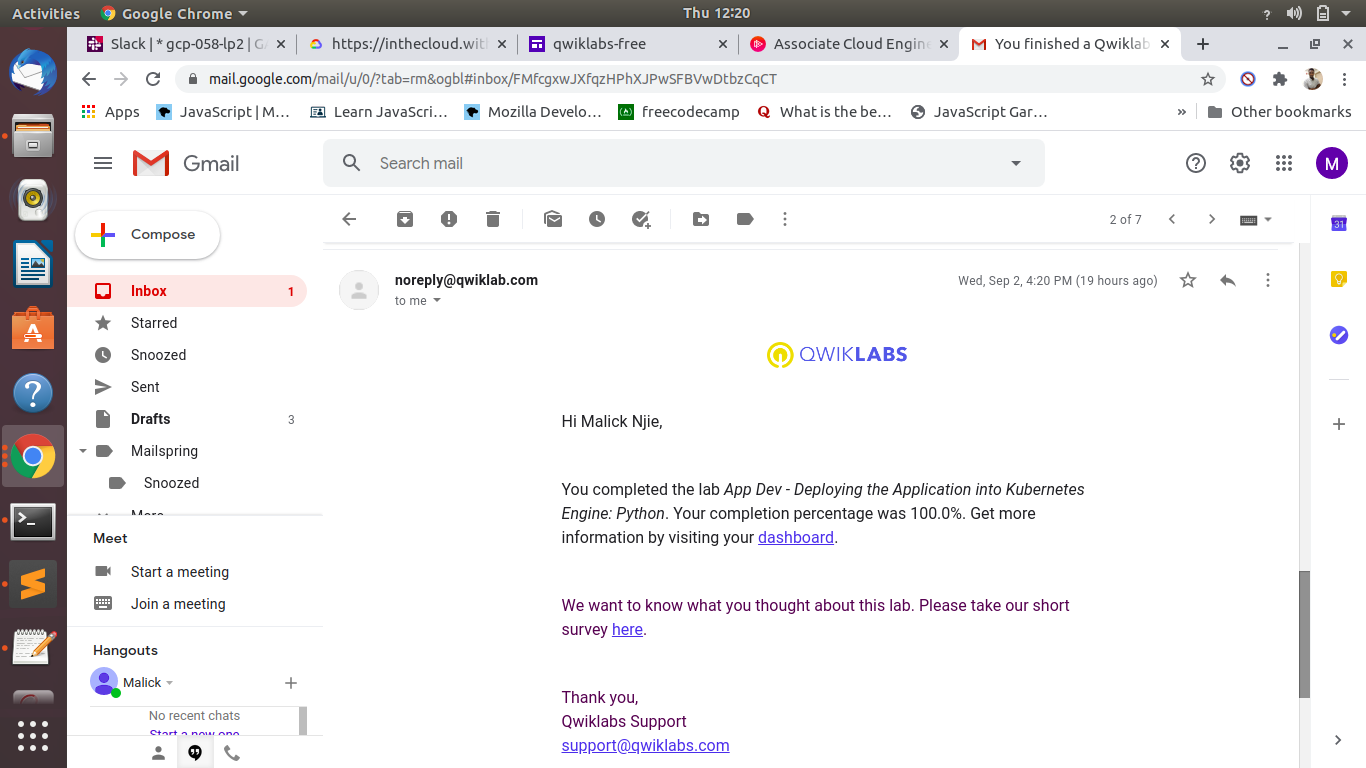 Activities
Google Chrome
Thu 12:20
?
Slack | * gcp-058-lp2 | G
https://inthecloud.wit
qwiklabs-free
Associate Cloud Engine
You finished a Qwiklab
mail.google.com/mail/u/0/?tab=rm&ogbl#inbox/FMfcgxwJXfqzHPhXJPwSFBVwDtbzCqCT
Apps
JavaScript | M…
Learn JavaScri…
Mozilla Develo…
freecodecamp
What is the be…
JavaScript Gar…
»
Other bookmarks
Gmail
Search mail
M
Compose
2 of 7
31
Inbox 1
Starred
Snoozed
Sent
Drafts 3
Mailspring
Snoozed
More
Meet
Start a meeting
Join a meeting
Hangouts
Malick
No recent chats
Start a new one
noreply@qwiklab.com
Wed, Sep 2, 4:20 PM (19 hours ago)
to me
QWIKLABS
Hi Malick Njie,
You completed the lab App Dev - Deploying the Application into Kubernetes
Engine: Python. Your completion percentage was 100.0%. Get more
information by visiting your dashboard.
We want to know what you thought about this lab. Please take our short
survey here.
Thank you,
Qwiklabs Support
support@qwiklabs.com